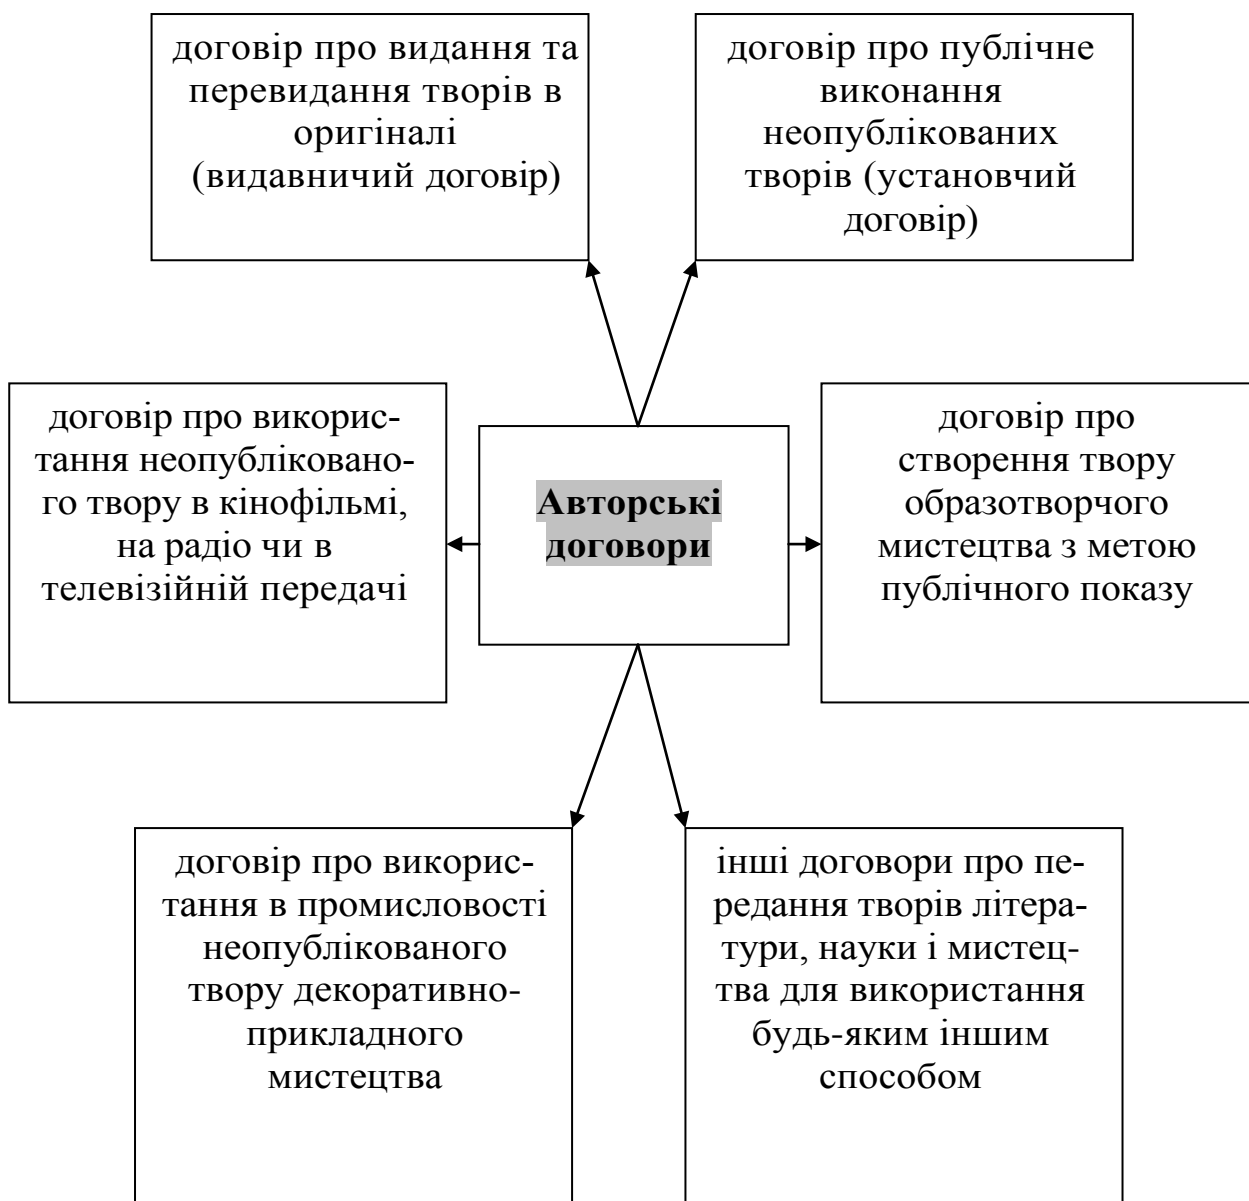 договір про видання та
перевидання творів в
оригіналі
(видавничий договір)
договір про публічне
виконання
неопублікованих
творів (установчий
договір)
договір про викорис-
тання неопубліковано-
го твору в кінофільмі,
на радіо чи в
телевізійній передачі
Авторські
договори
договір про
створення твору
образотворчого
мистецтва з метою
публічного показу
договір про викорис-
тання в промисловості
неопублікованого
твору декоративно-
прикладного
мистецтва
інші договори про пе-
редання творів літера-
тури, науки і мистец-
тва для використання
будь-яким іншим
способом